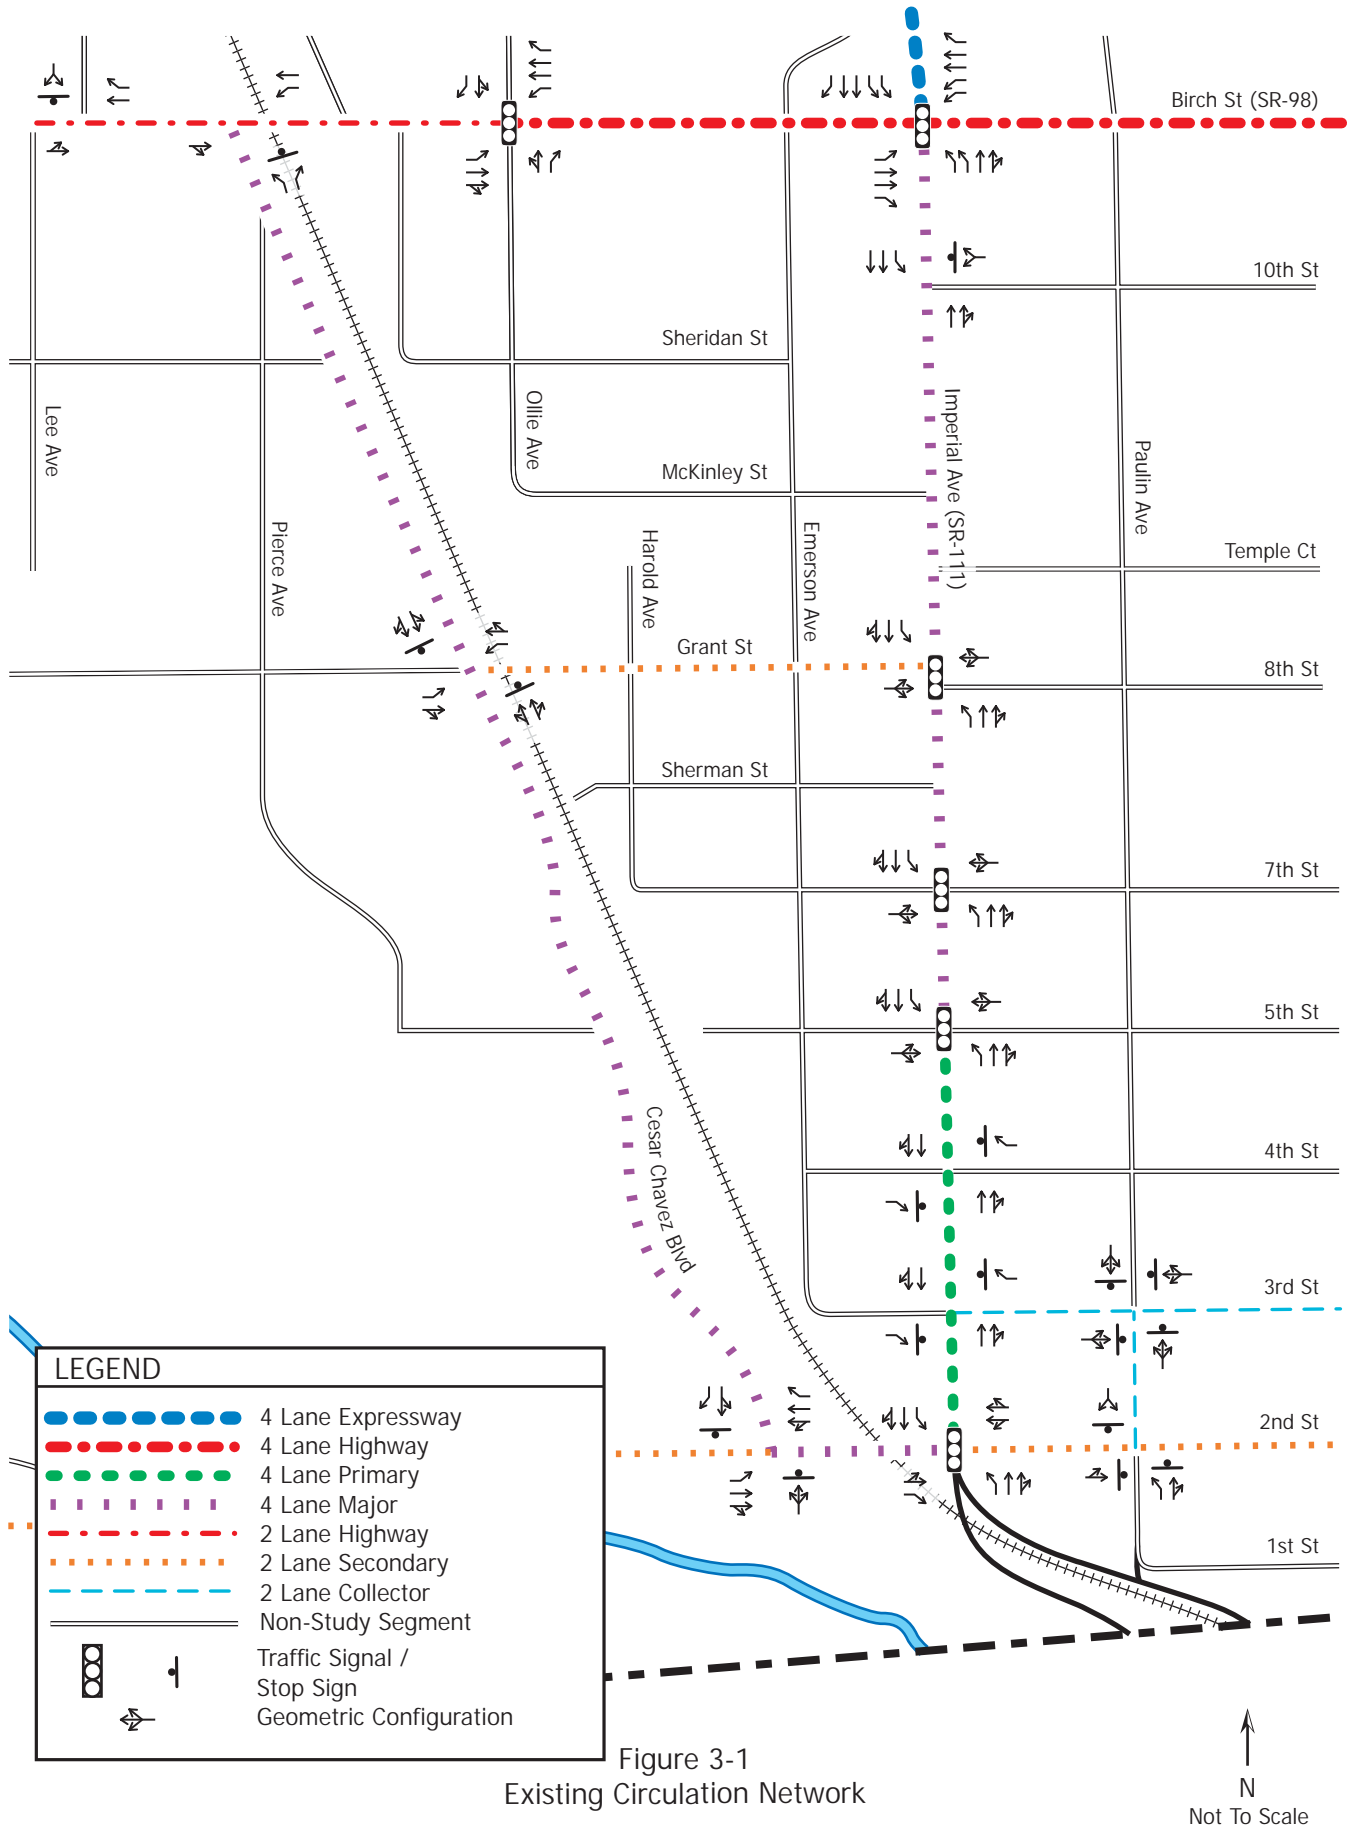 Birch St (SR-98)
10th St
Sheridan St
Lee Ave
Ollie Ave
Imperial Ave (SR-111)
McKinley St
Paulin Ave
Pierce Ave
Harold Ave
Emerson Ave
Temple Ct
Grant St
8th St
Sherman St
7th St
5th St
Cesar Chavez Blvd
4th St
3rd St
2nd St
1st St
LEGEND
4 Lane Expressway
4 Lane Highway
4 Lane Primary
4 Lane Major
2 Lane Highway
2 Lane Secondary
2 Lane Collector
Non-Study Segment
Traffic Signal /
Stop Sign
Geometric Configuration
Figure 3-1
Existing Circulation Network
N
Not To Scale